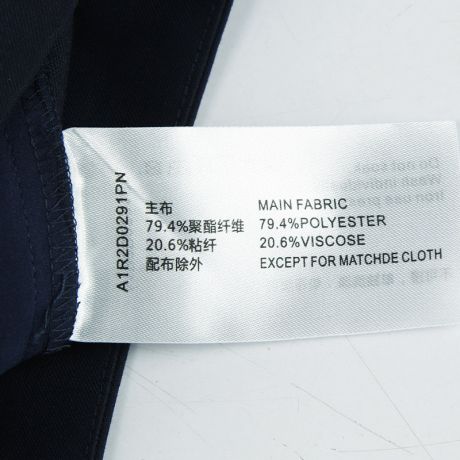 A1R2D0291PN
主布
79.4%聚酯纤维
20.6%粘纤
配布除外
MAIN FABRIC
79.4%POLYESTER
20.6%VISCOSE
EXCEPT FOR MATCHDE CLOTH